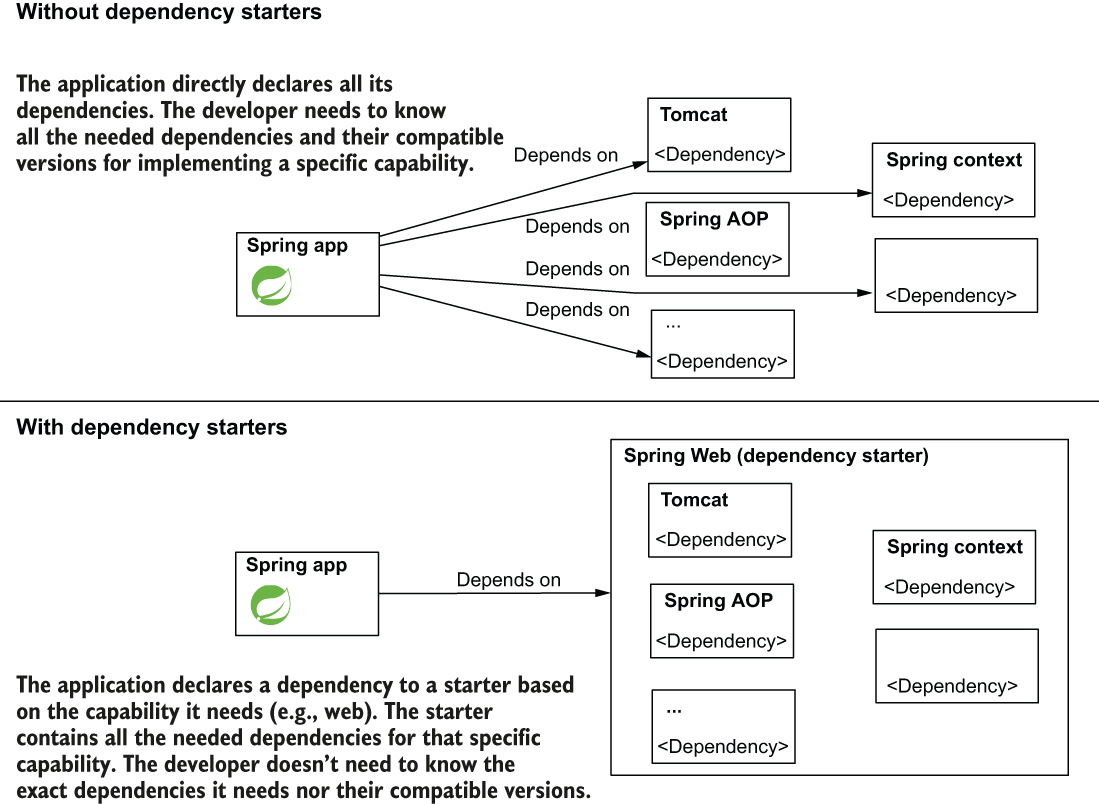 Without dependency starters
The application directly declares all its
dependencies. The developer needs to know
all the needed dependencies and their compatible
versions for implementing a specific capability.
Tomcat
<Dependency>
Depends on
Spring context
<Dependency>
Spring AOP
<Dependency>
Depends on
Spring app
Depends on
<Dependency>
Depends on
...
<Dependency>
With dependency starters
Spring Web (dependency starter)
Tomcat
<Dependency>
Spring context
<Dependency>
Spring app
Depends on
Spring AOP
<Dependency>
<Dependency>
...
<Dependency>
The application declares a dependency to a starter based
on the capability it needs (e.g., web). The starter
contains all the needed dependencies for that specific
capability. The developer doesn’t need to know the
exact dependencies it needs nor their compatible versions.